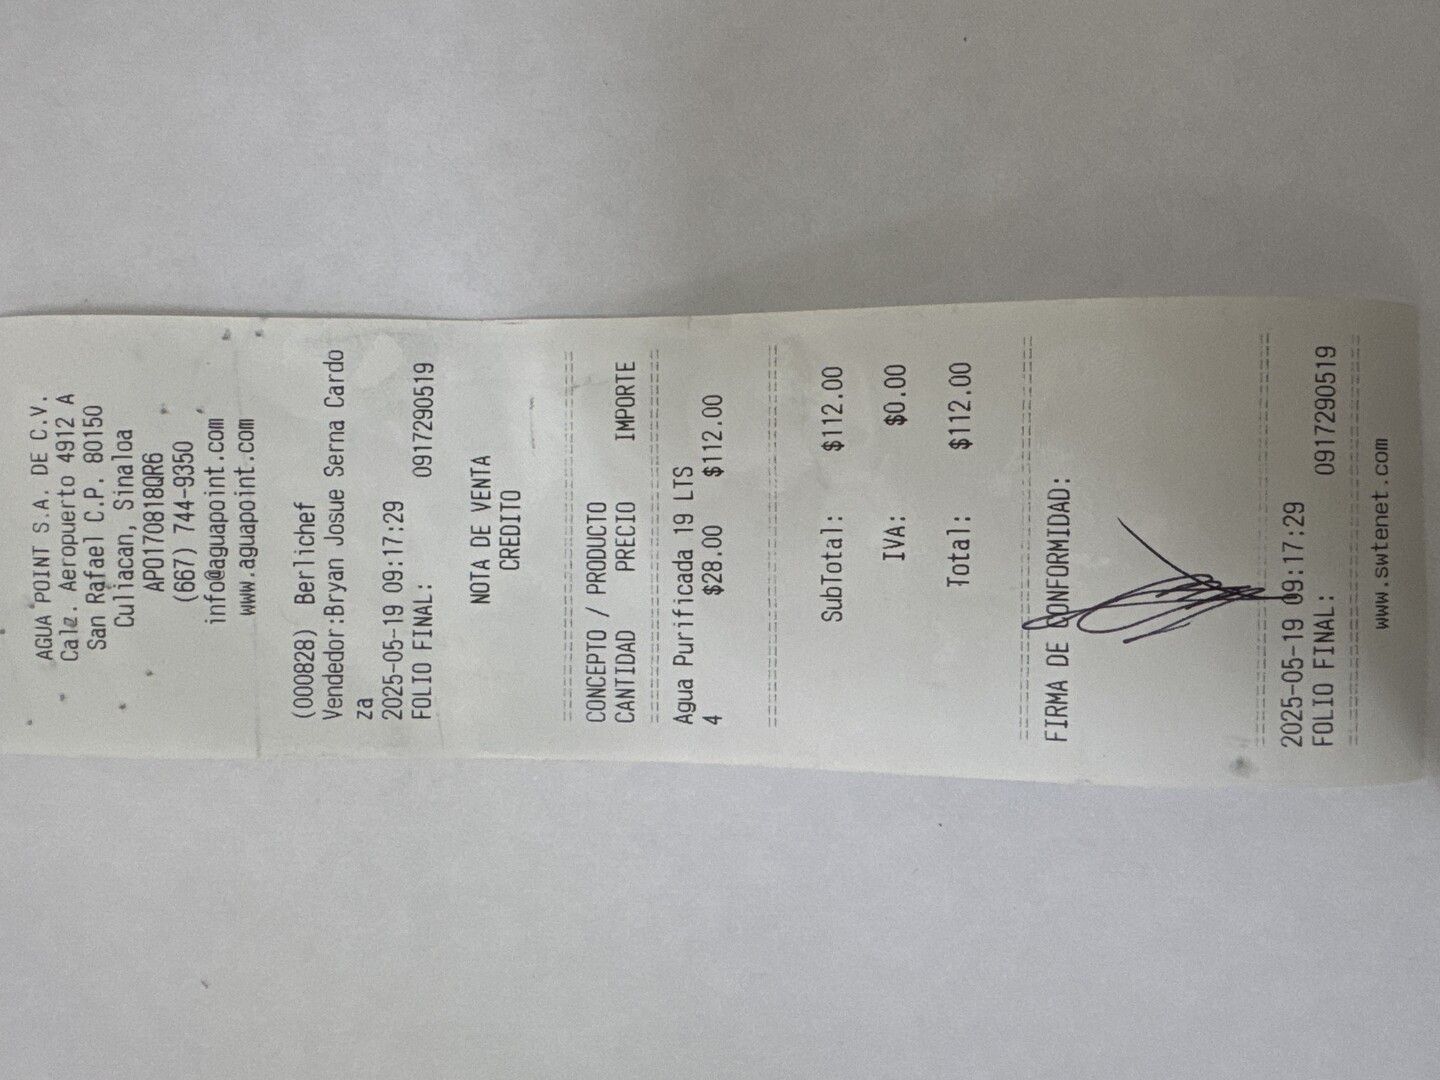 AGUA POINT S.A. DE C.V.
Cale. Aeropuerto 4912 A
San Rafael C.P. 80150
Culiacan, Sinaloa
APO170818QR6
(667) 744-9350
info@aguapoint.com
www.aguapoint.com
(000828) Berlichef
Vendedor:Bryan Josue Serna Cardo
za
2025-05-19 09:17:29
FOLIO FINAL: 0917290519
NOTA DE VENTA
CREDITO
CONCEPTO / PRODUCTO
CANTIDAD PRECIO IMPORTE
Agua Purificada 19 LTS
4 $28.00 $112.00
SubTotal: $112.00
IVA: $0.00
Total: $112.00
FIRMA DE CONFORMIDAD:
2025-05-19 09:17:29
FOLIO FINAL: 0917290519
www.swtenet.com